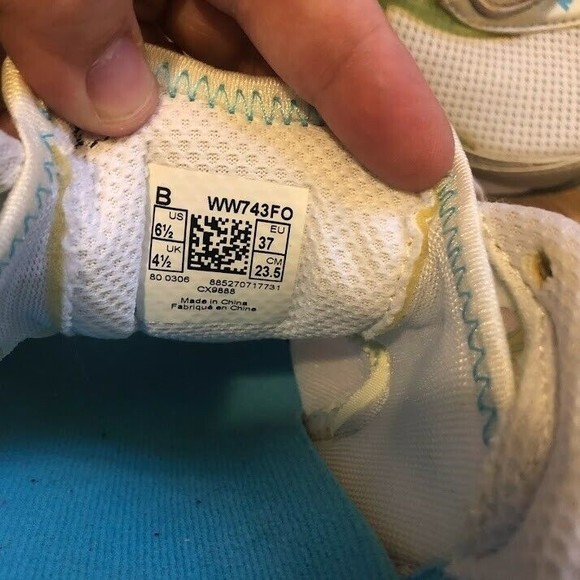 B WW743FO
US 6½ EU 37
UK 4½ CM 23.5
80 0306 885270717731
CX9888
Made in China
Fabriqué en China